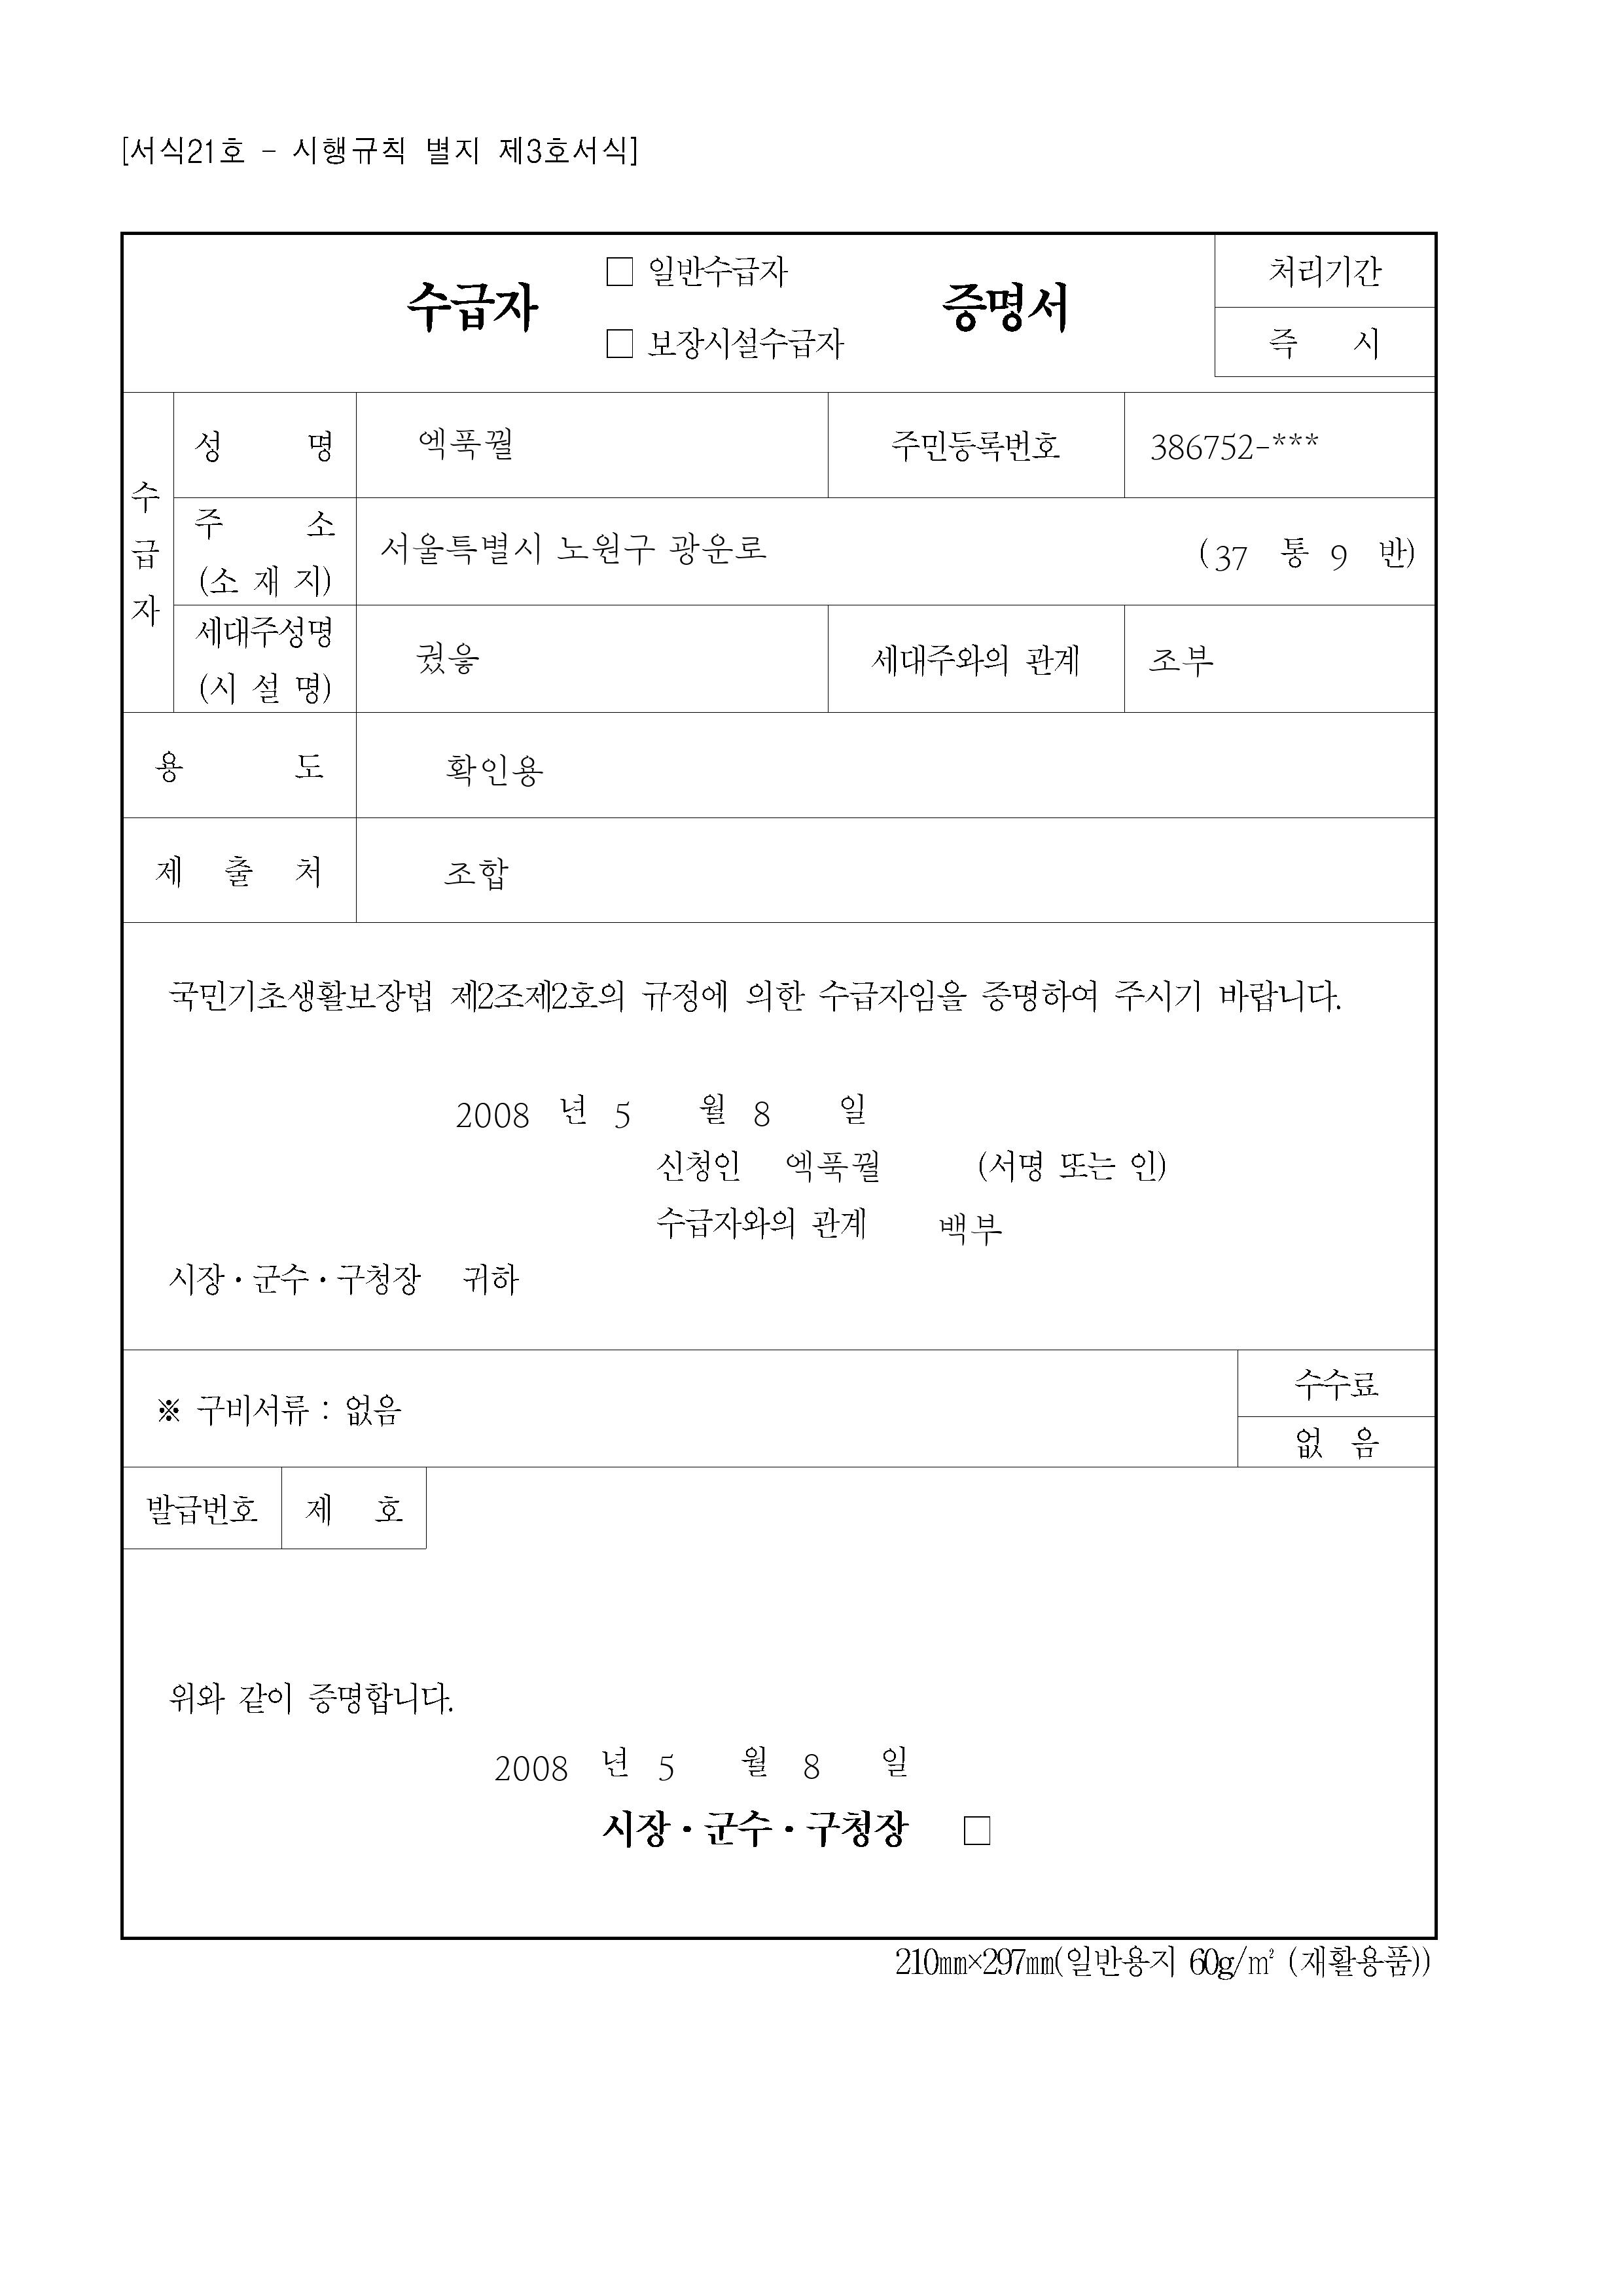 [서식21호 - 시행규칙 별지 제3호서식]
수급자 □ 일반수급자 □ 보장시설수급자 증명서
처리기간
즉 시
수급자
성 명 엑푹꿜 주민등록번호 386752-***
주 소 (소 재 지) 서울특별시 노원구 광운로 (37 통 9 반)
세대주성명 (시 설 명) 궔읗 세대주와의 관계 조부
용 도 확인용
제 출 처 조합
국민기초생활보장법 제2조제2호의 규정에 의한 수급자임을 증명하여 주시기 바랍니다.
2008 년 5 월 8 일
신청인 엑푹꿜 (서명 또는 인)
수급자와의 관계 백부
시장·군수·구청장 귀하
※ 구비서류 : 없음
수수료
없 음
발급번호 제 호
위와 같이 증명합니다.
2008 년 5 월 8 일
시장·군수·구청장 □
210㎜×297㎜(일반용지 60g/㎡ (재활용품))